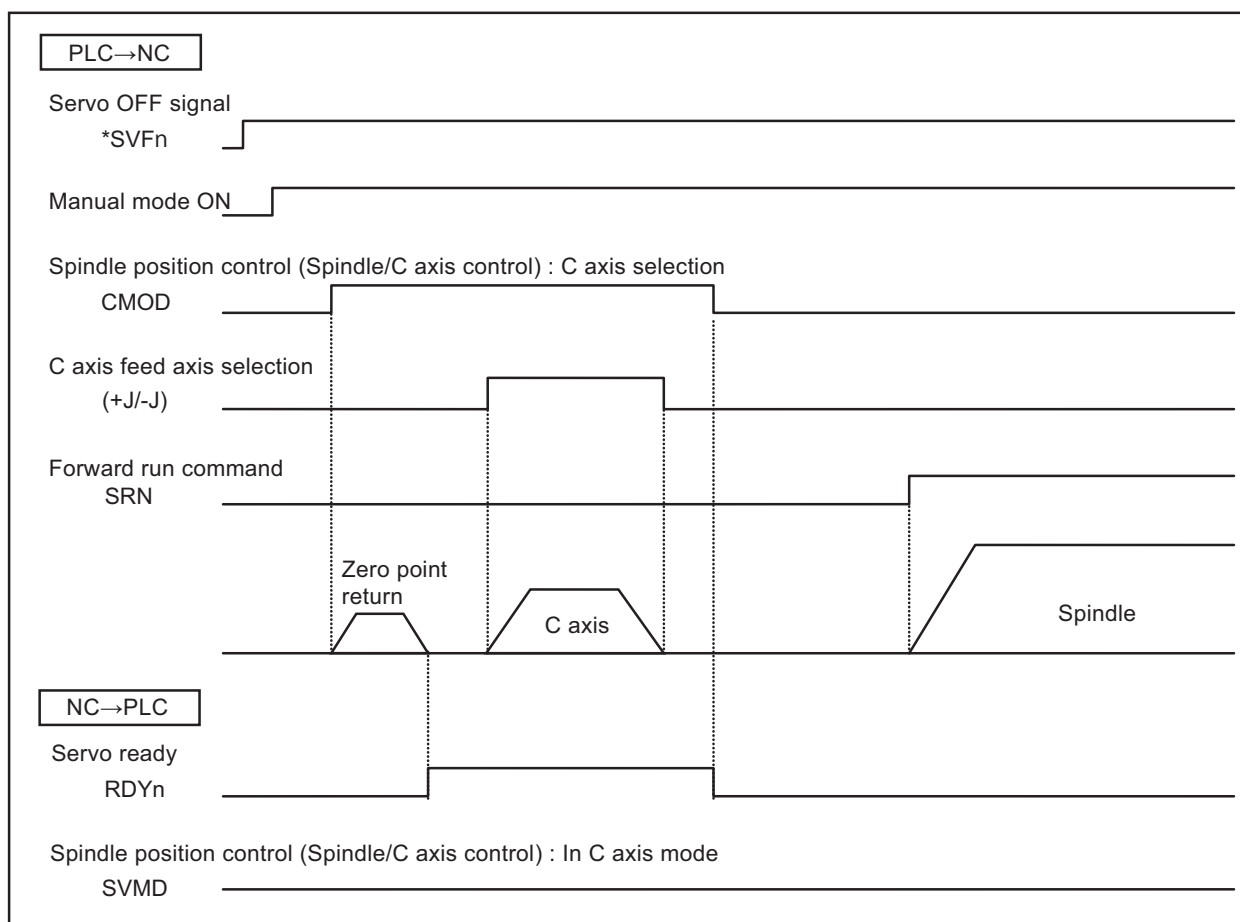 PLC→NC
Servo OFF signal
*SVFn
Manual mode ON
Spindle position control (Spindle/C axis control) : C axis selection
CMOD
C axis feed axis selection
(+J/-J)
Forward run command
SRN
Zero point
return
C axis
Spindle
NC→PLC
Servo ready
RDYn
Spindle position control (Spindle/C axis control) : In C axis mode
SVMD